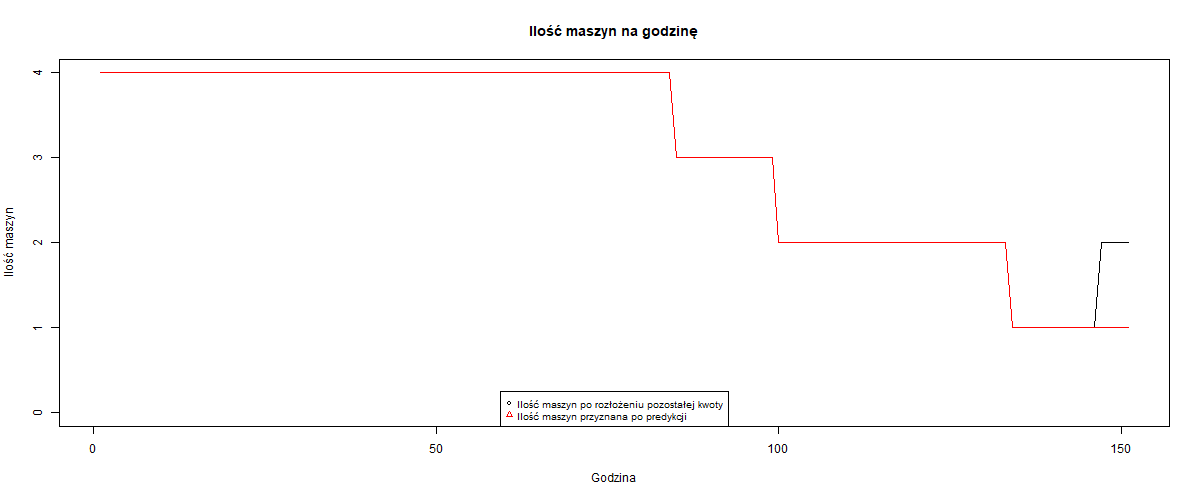 Ilość maszyn na godzinę
Ilość maszyn
4
3
2
1
0
Ilość maszyn po rozłożeniu pozostałej kwoty
Ilość maszyn przyznana po predykcji
0 50 100 150
Godzina